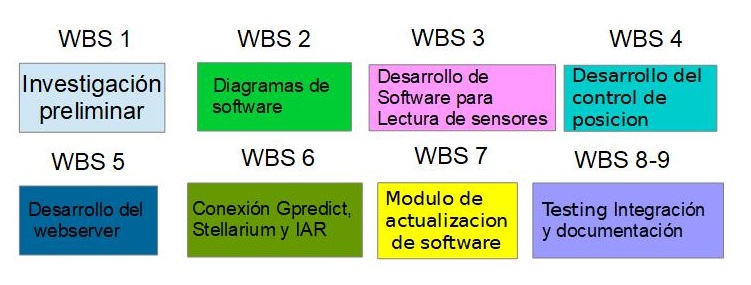 WBS 1
WBS 2
WBS 3
WBS 4
Investigación
preliminar
Diagramas de
software
Desarrollo de
Software para
Lectura de sensores
Desarrollo del
control de
posicion
WBS 5
WBS 6
WBS 7
WBS 8-9
Desarrollo del
webserver
Conexión Gpredict,
Stellarium y IAR
Modulo de
actualizacion
de software
Testing Integración
y documentación